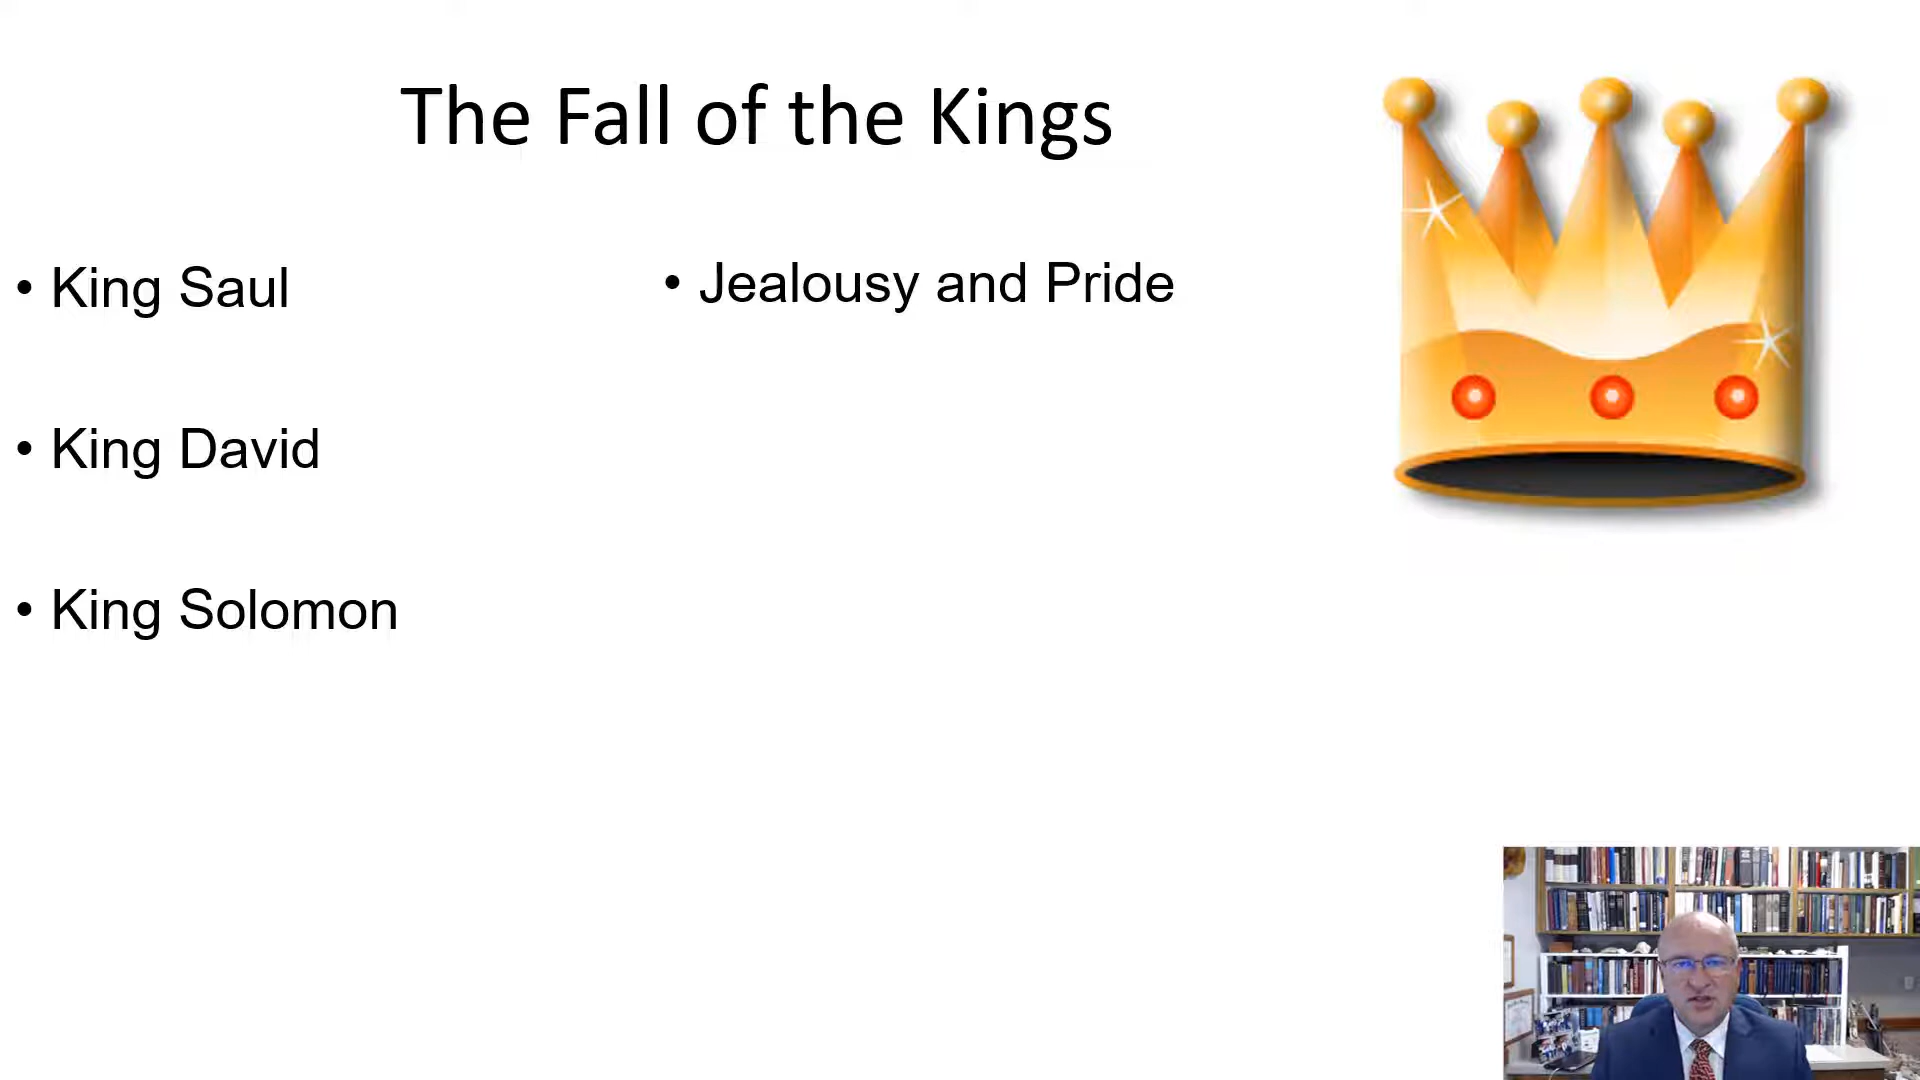 The Fall of the Kings
• King Saul
• Jealousy and Pride
• King David
• King Solomon